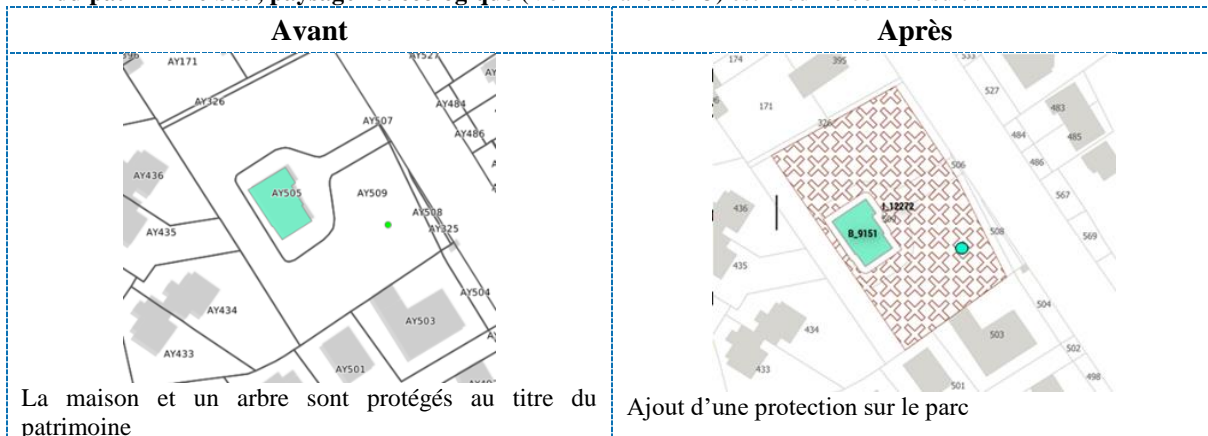 Avant
Après
AY171
AY527
AY326
AY507
AY484
AY486
AY436
AY505
AY509
AY508
AY325
AY435
AY434
AY504
AY503
AY433
AY501
174
395
533
527
171
326
483
484
485
506
486
567
436
I_12272
B_9151
508
569
435
504
434
503
502
433
501
498
La maison et un arbre sont protégés au titre du
patrimoine
Ajout d’une protection sur le parc